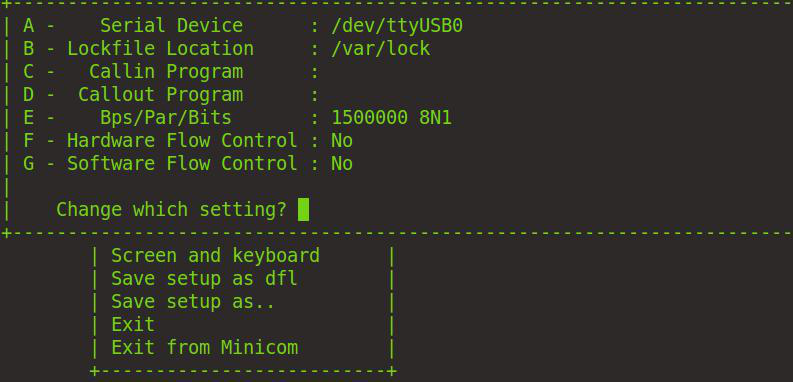 +-----------------------------------------------------------------------
| A -    Serial Device      : /dev/ttyUSB0
| B - Lockfile Location     : /var/lock
| C -   Callin Program      :
| D -  Callout Program      :
| E -    Bps/Par/Bits       : 1500000 8N1
| F - Hardware Flow Control : No
| G - Software Flow Control : No
|
|    Change which setting?
+-----------------------------------------------------------------------
        | Screen and keyboard      |
        | Save setup as dfl        |
        | Save setup as..          |
        | Exit                     |
        | Exit from Minicom        |
        +--------------------------+